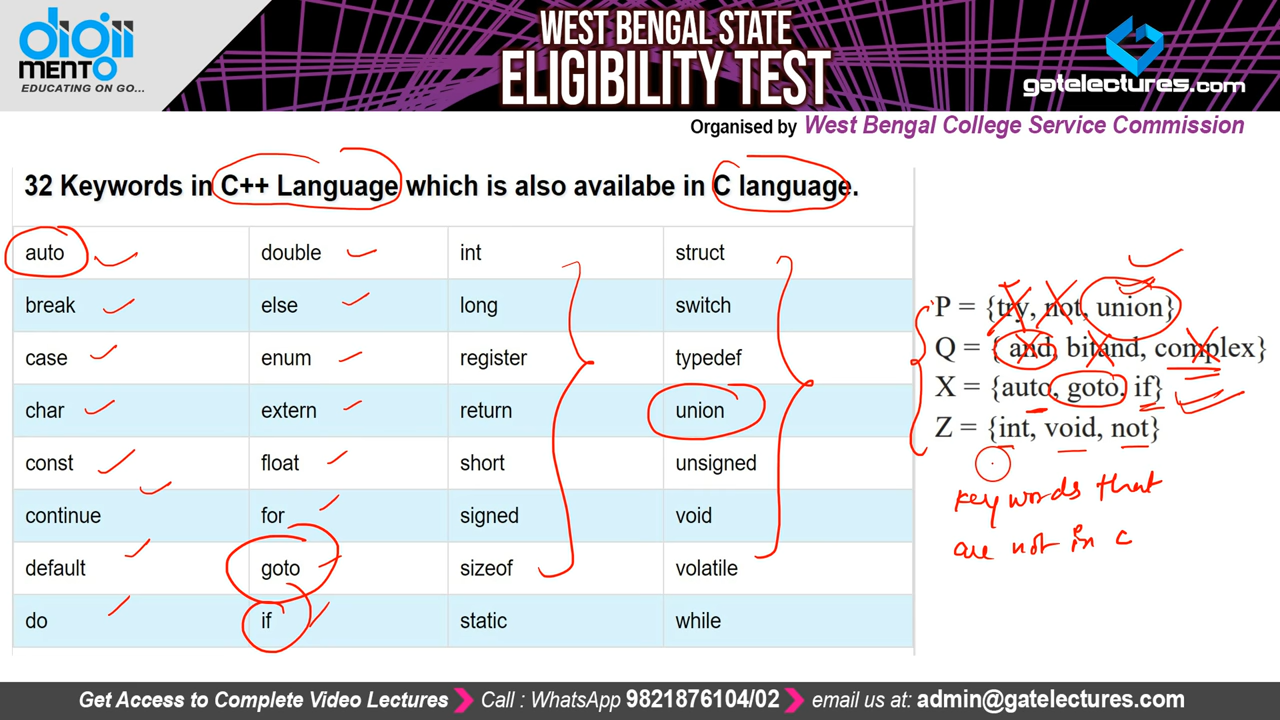 digii
MENTO
EDUCATING ON GO...
WEST BENGAL STATE
ELIGIBILITY TEST
gatelectures.com
Organised by West Bengal College Service Commission
32 Keywords in C++ Language which is also availabe in C language.
auto double int struct
break else long switch
case enum register typedef
char extern return union
const float short unsigned
continue for signed void
default goto sizeof volatile
do if static while
P = {try, not, union}
Q = { and, bitand, complex}
X = {auto, goto, if}
Z = {int, void, not}
keywords that
are not in C
Get Access to Complete Video Lectures Call : WhatsApp 9821876104/02 email us at: admin@gatelectures.com